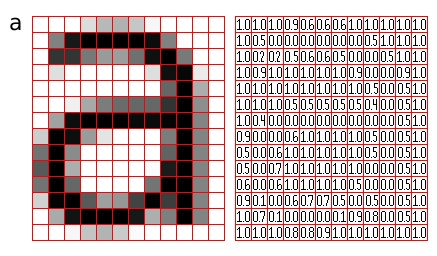 a
a
1.0 1.0 1.0 0.9 0.6 0.6 0.6 1.0 1.0 1.0 1.0 1.0
1.0 0.5 0.0 0.0 0.0 0.0 0.0 0.0 0.5 1.0 1.0 1.0
1.0 0.2 0.2 0.5 0.6 0.6 0.5 0.0 0.0 0.5 1.0 1.0
1.0 0.9 1.0 1.0 1.0 1.0 1.0 0.9 0.0 0.0 0.9 1.0
1.0 1.0 1.0 1.0 1.0 1.0 1.0 1.0 0.5 0.0 0.5 1.0
1.0 1.0 1.0 0.5 0.5 0.5 0.5 0.5 0.4 0.0 0.5 1.0
1.0 0.4 0.0 0.0 0.0 0.0 0.0 0.0 0.0 0.0 0.5 1.0
0.9 0.0 0.0 0.6 1.0 1.0 1.0 1.0 0.5 0.0 0.5 1.0
0.5 0.0 0.6 1.0 1.0 1.0 1.0 1.0 0.5 0.0 0.5 1.0
0.5 0.0 0.7 1.0 1.0 1.0 1.0 1.0 0.5 0.0 0.5 1.0
0.6 0.0 0.6 1.0 1.0 1.0 1.0 0.5 0.0 0.0 0.5 1.0
0.9 0.1 0.0 0.6 0.7 0.7 0.5 0.0 0.5 0.0 0.5 1.0
1.0 0.7 0.1 0.0 0.0 0.0 0.1 0.9 0.8 0.0 0.5 1.0
1.0 1.0 1.0 0.8 0.8 0.9 1.0 1.0 1.0 1.0 1.0 1.0